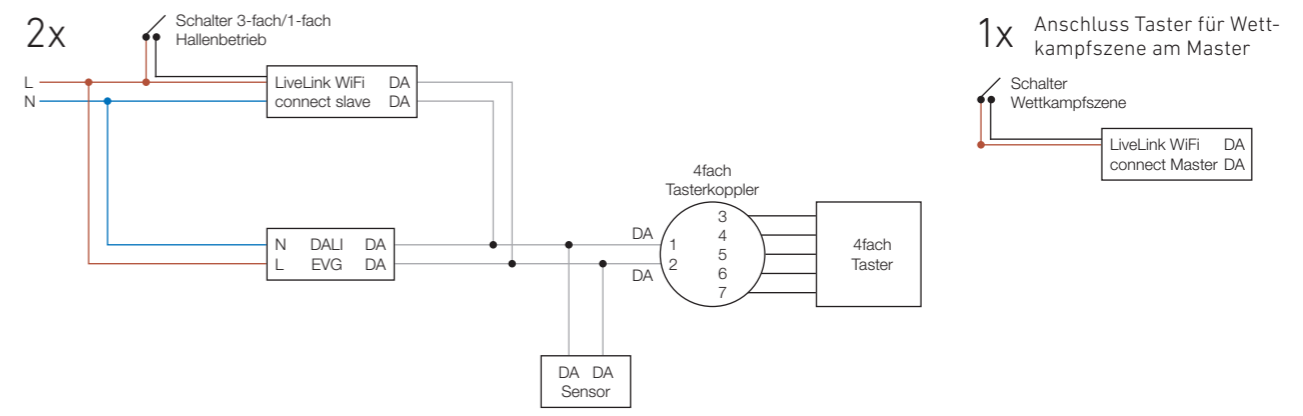 2x
Schalter 3-fach/1-fach
Hallenbetrieb
L
N
LiveLink WiFi DA
connect slave DA
N DALI DA
L EVG DA
4fach
Tasterkoppler
DA
DA
1
2
3
4
5
6
7
4fach
Taster
DA DA
Sensor
1x
Anschluss Taster für Wett-
kampfszene am Master
Schalter
Wettkampfszene
LiveLink WiFi DA
connect Master DA